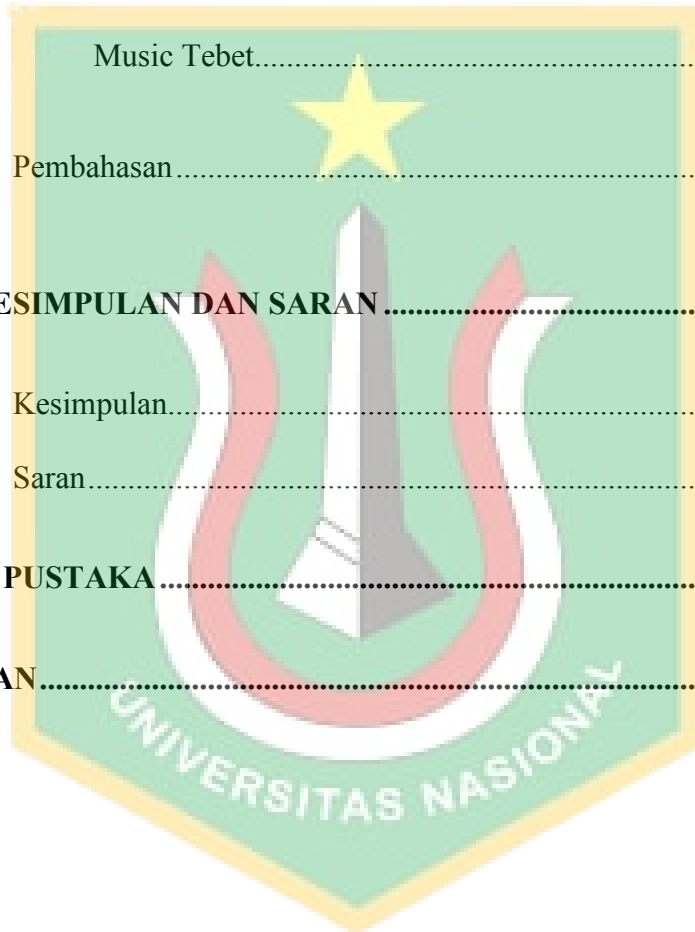 Music Tebet..............................................................
Pembahasan..............................................................
ESIMPULAN DAN SARAN..............................................
Kesimpulan..............................................................
Saran..............................................................
PUSTAKA..............................................................
AN..............................................................
UNIVERSITAS NASIONAL